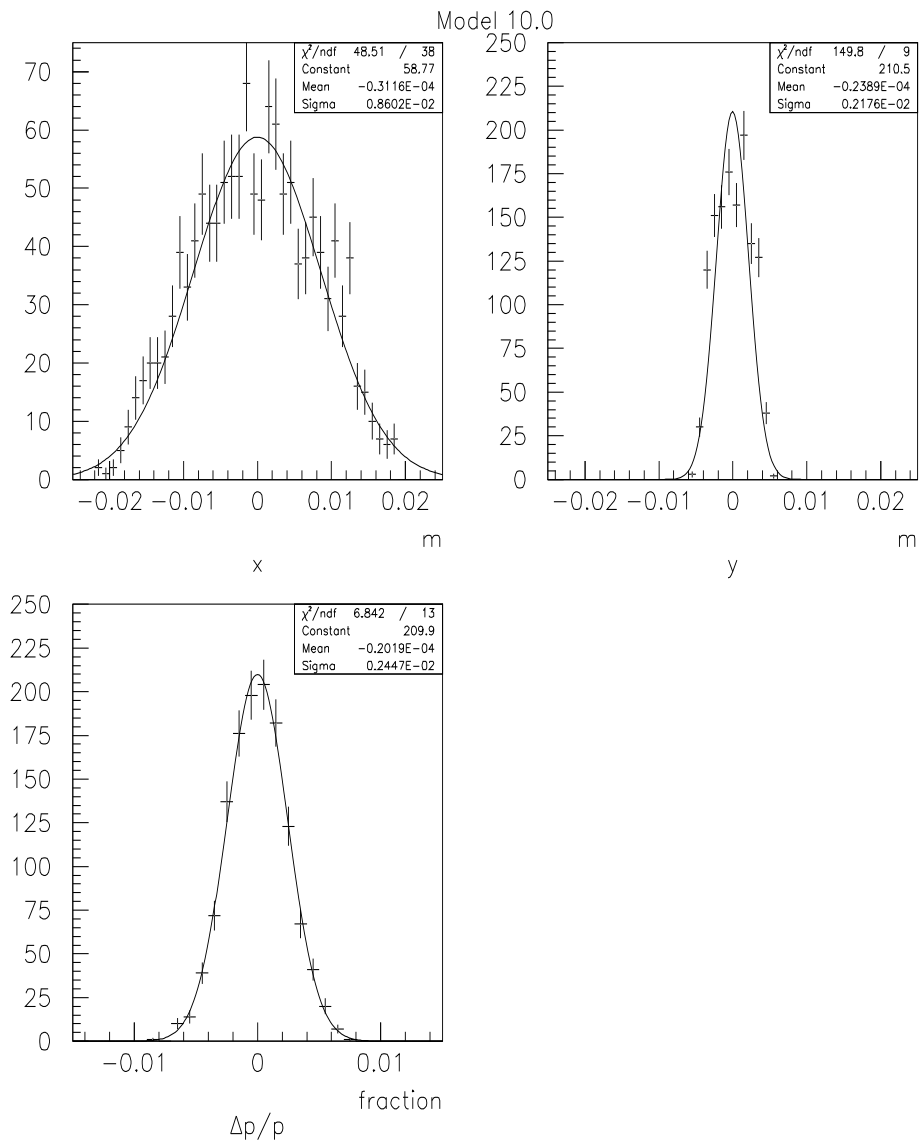 Model 10.0
χ²/ndf 48.51 / 38
Constant 58.77
Mean -0.3116E-04
Sigma 0.8602E-02
70
60
50
40
30
20
10
0
-0.02 -0.01 0 0.01 0.02
m
x
χ²/ndf 149.8 / 9
Constant 210.5
Mean -0.2389E-04
Sigma 0.2176E-02
250
225
200
175
150
125
100
75
50
25
0
-0.02 -0.01 0 0.01 0.02
m
y
χ²/ndf 6.842 / 13
Constant 209.9
Mean -0.2019E-04
Sigma 0.2447E-02
250
225
200
175
150
125
100
75
50
25
0
-0.01 0 0.01
fraction
Δp/p